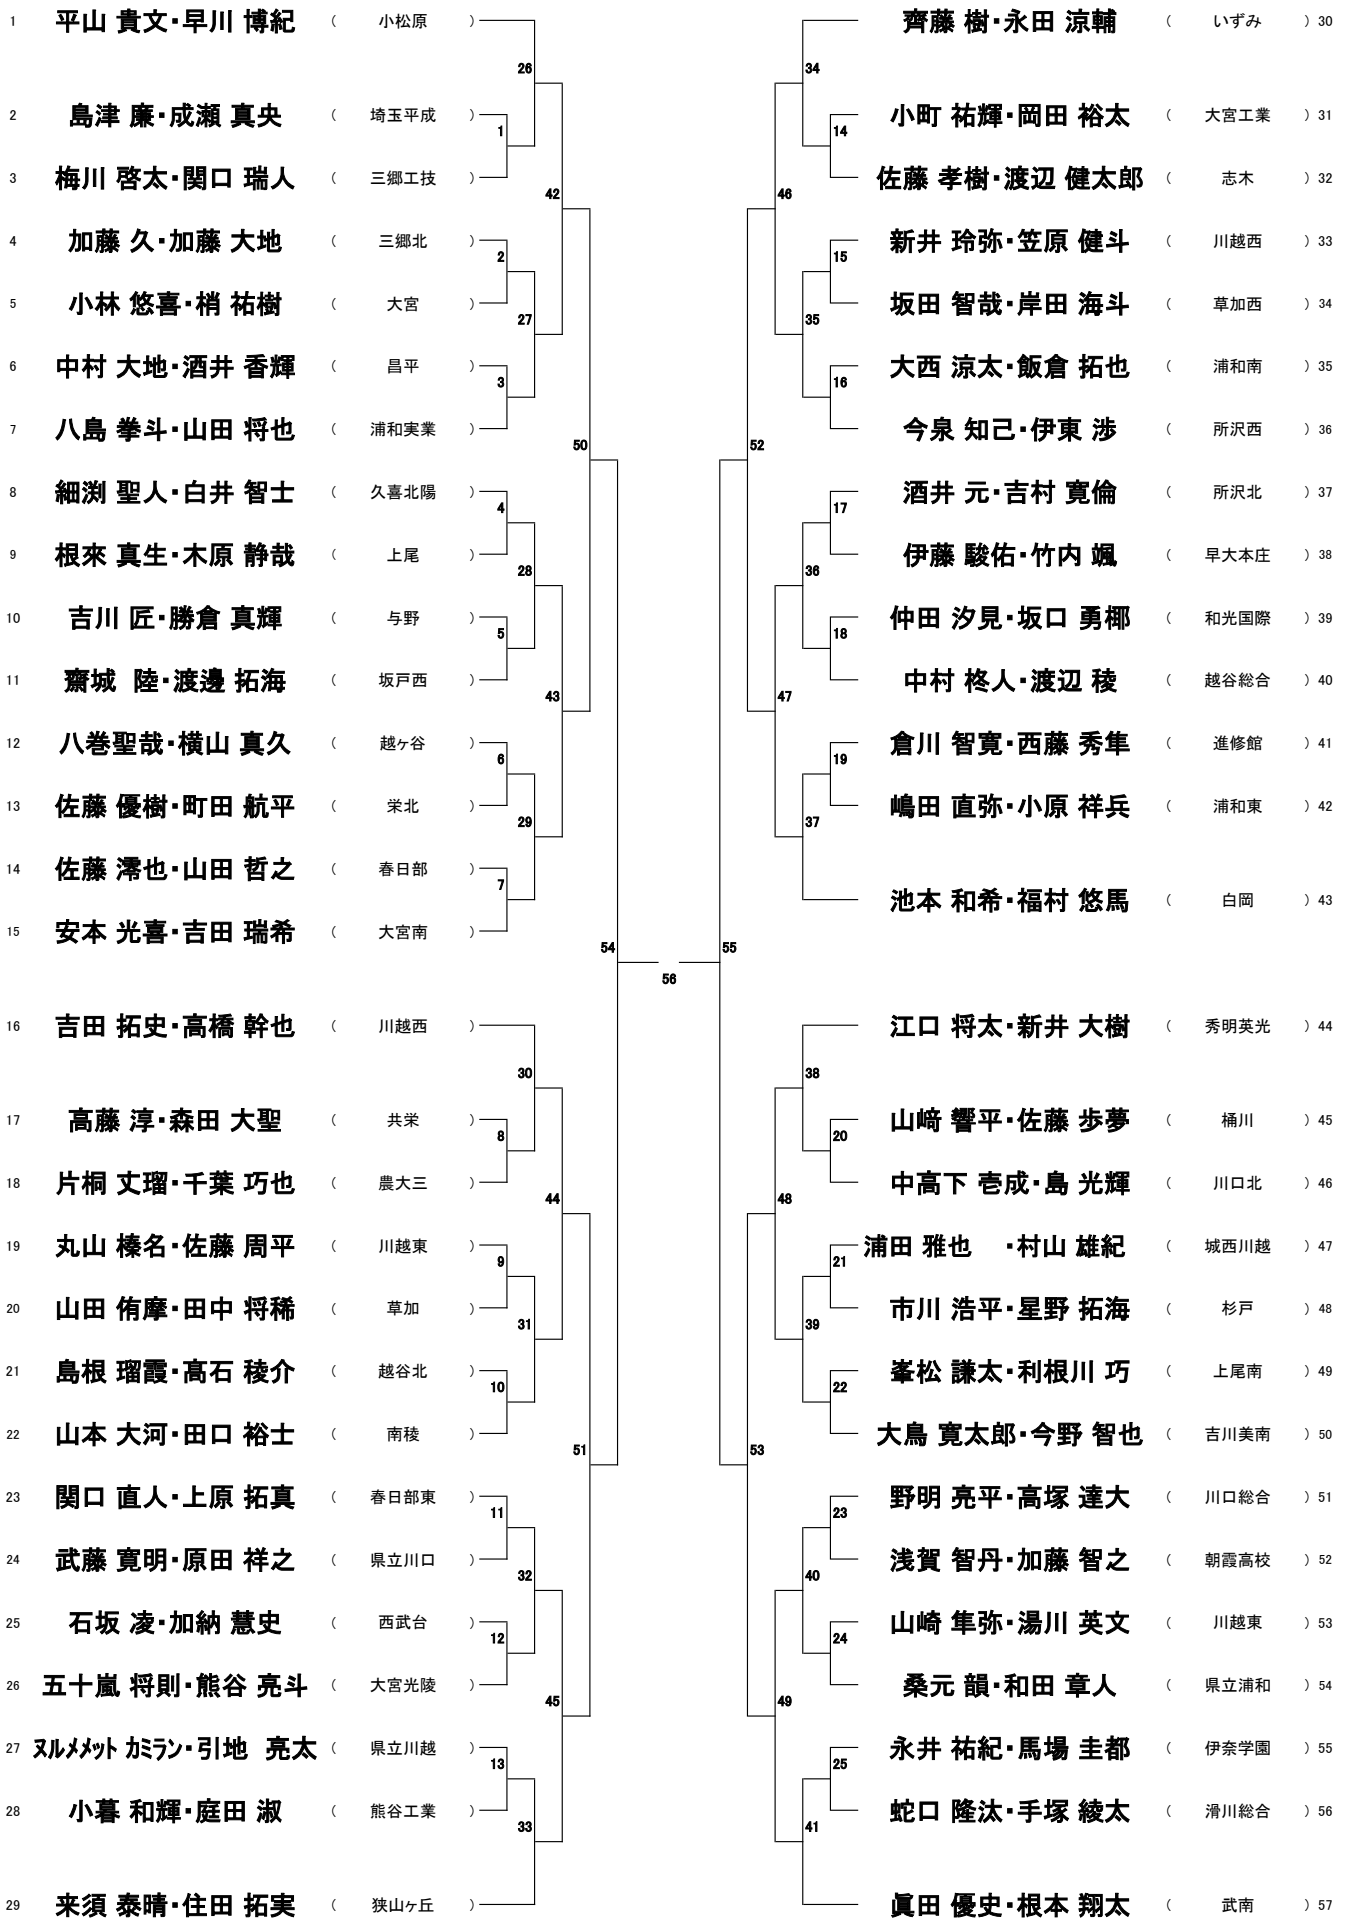 1 平山 貴文・早川 博紀 ( 小松原 )
26
2 島津 廉・成瀬 真央 ( 埼玉平成 )
1
3 梅川 啓太・関口 瑞人 ( 三郷工技 )
42
4 加藤 久・加藤 大地 ( 三郷北 )
2
5 小林 悠喜・梢 祐樹 ( 大宮 )
27
6 中村 大地・酒井 香輝 ( 昌平 )
3
7 八島 拳斗・山田 将也 ( 浦和実業 )
50
8 細渕 聖人・白井 智士 ( 久喜北陽 )
4
9 根來 真生・木原 静哉 ( 上尾 )
28
10 吉川 匠・勝倉 真輝 ( 与野 )
5
11 齋城 陸・渡邊 拓海 ( 坂戸西 )
43
12 八巻聖哉・横山 真久 ( 越ヶ谷 )
6
13 佐藤 優樹・町田 航平 ( 栄北 )
29
14 佐藤 澪也・山田 哲之 ( 春日部 )
7
15 安本 光喜・吉田 瑞希 ( 大宮南 )
54
16 吉田 拓史・高橋 幹也 ( 川越西 )
30
17 高藤 淳・森田 大聖 ( 共栄 )
8
18 片桐 丈瑠・千葉 巧也 ( 農大三 )
44
19 丸山 榛名・佐藤 周平 ( 川越東 )
9
20 山田 侑摩・田中 将稀 ( 草加 )
31
21 島根 瑠霞・髙石 稜介 ( 越谷北 )
10
22 山本 大河・田口 裕士 ( 南稜 )
51
23 関口 直人・上原 拓真 ( 春日部東 )
11
24 武藤 寛明・原田 祥之 ( 県立川口 )
32
25 石坂 凌・加納 慧史 ( 西武台 )
12
26 五十嵐 将則・熊谷 亮斗 ( 大宮光陵 )
45
27 ヌルメメット カミラン・引地 亮太 ( 県立川越 )
13
28 小暮 和輝・庭田 淑 ( 熊谷工業 )
33
29 来須 泰晴・住田 拓実 ( 狭山ヶ丘 )
56
齊藤 樹・永田 涼輔 ( いずみ ) 30
34
小町 祐輝・岡田 裕太 ( 大宮工業 ) 31
14
佐藤 孝樹・渡辺 健太郎 ( 志木 ) 32
46
新井 玲弥・笠原 健斗 ( 川越西 ) 33
15
坂田 智哉・岸田 海斗 ( 草加西 ) 34
35
大西 涼太・飯倉 拓也 ( 浦和南 ) 35
16
今泉 知己・伊東 渉 ( 所沢西 ) 36
52
酒井 元・吉村 寛倫 ( 所沢北 ) 37
17
伊藤 駿佑・竹内 颯 ( 早大本庄 ) 38
36
仲田 汐見・坂口 勇梛 ( 和光国際 ) 39
18
中村 柊人・渡辺 稜 ( 越谷総合 ) 40
47
倉川 智寛・西藤 秀隼 ( 進修館 ) 41
19
嶋田 直弥・小原 祥兵 ( 浦和東 ) 42
37
池本 和希・福村 悠馬 ( 白岡 ) 43
55
江口 将太・新井 大樹 ( 秀明英光 ) 44
38
山﨑 響平・佐藤 歩夢 ( 桶川 ) 45
20
中高下 壱成・島 光輝 ( 川口北 ) 46
48
浦田 雅也 ・村山 雄紀 ( 城西川越 ) 47
21
市川 浩平・星野 拓海 ( 杉戸 ) 48
39
峯松 謙太・利根川 巧 ( 上尾南 ) 49
22
大鳥 寛太郎・今野 智也 ( 吉川美南 ) 50
53
野明 亮平・高塚 達大 ( 川口総合 ) 51
23
浅賀 智丹・加藤 智之 ( 朝霞高校 ) 52
40
山崎 隼弥・湯川 英文 ( 川越東 ) 53
24
桑元 韻・和田 章人 ( 県立浦和 ) 54
49
永井 祐紀・馬場 圭都 ( 伊奈学園 ) 55
25
蛇口 隆汰・手塚 綾太 ( 滑川総合 ) 56
41
眞田 優史・根本 翔太 ( 武南 ) 57